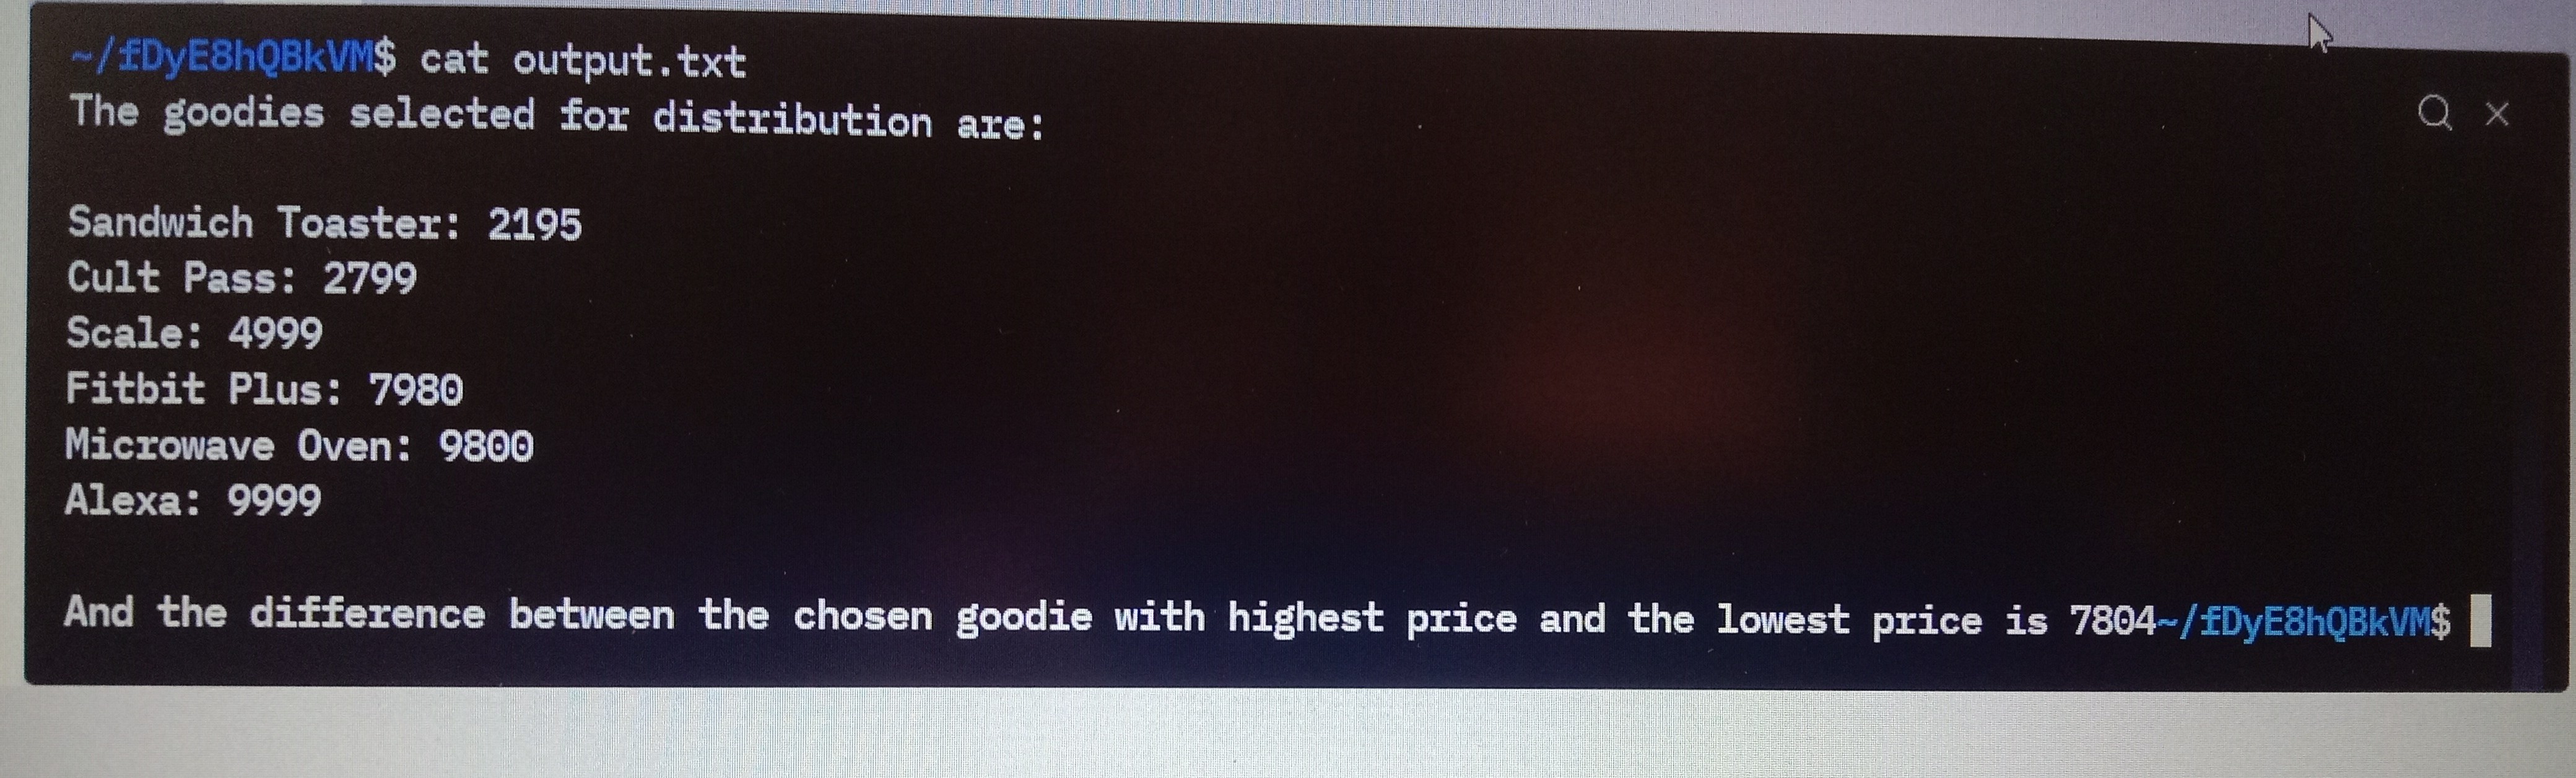 ~/fDyE8hQBkVM$ cat output.txt
The goodies selected for distribution are:
Sandwich Toaster: 2195
Cult Pass: 2799
Scale: 4999
Fitbit Plus: 7980
Microwave Oven: 9800
Alexa: 9999
And the difference between the chosen goodie with highest price and the lowest price is 7804~/fDyE8hQBkVM$